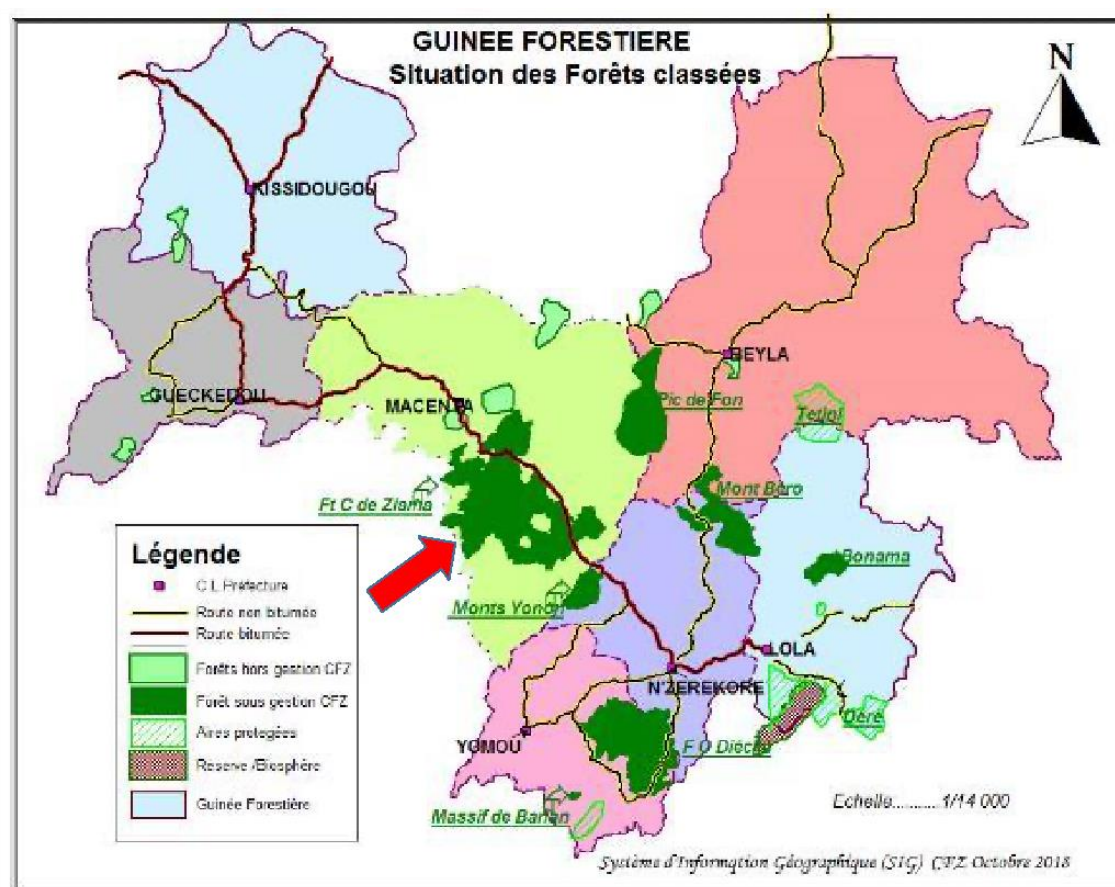 GUINEE FORESTIERE
Situation des Forêts classées
N
KISSIDOUGOU
BEYLA
GUECKEDOU
MACENTA
Pic de Fon
Tetini
Ft C de Ziama
Mont Béro
Bonama
Légende
C.L Préfecture
Route non bitumée
Route bitumée
Forêts hors gestion CFZ
Forêt sous gestion CFZ
Aires protegées
Reserve /Biosphère
Guinée Forestière
Monts Yonon
LOLA
N'ZEREKORE
Déré
YOMOU
F C Diécké
Massif de Banan
Echelle..........1/14 000
Système d'Information Géographique (SIG) CFZ Octobre 2018